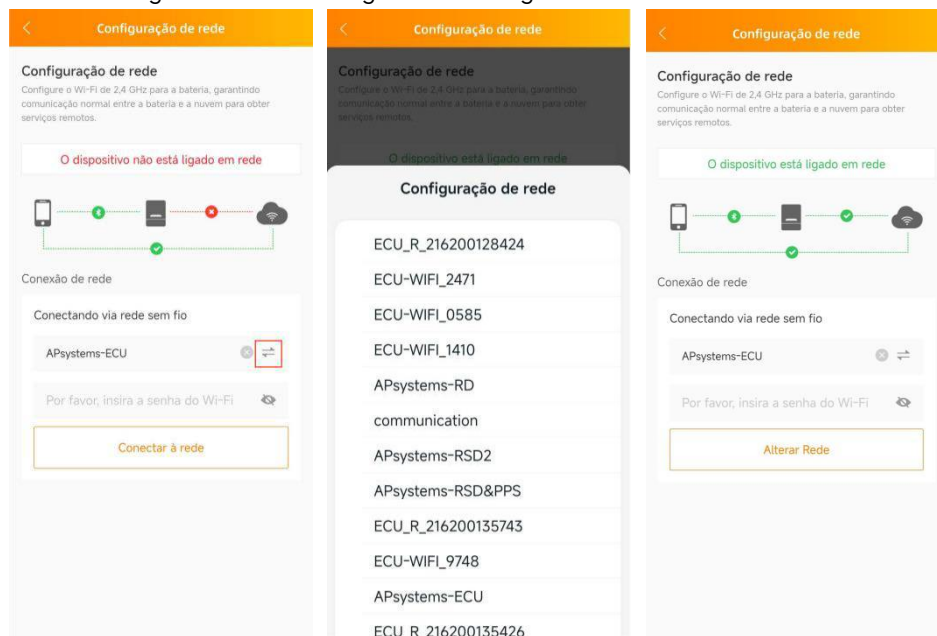 Configuração de rede
Configuração de rede
Configure o Wi-Fi de 2,4 GHz para a bateria, garantindo
comunicação normal entre a bateria e a nuvem para obter
serviços remotos.
O dispositivo não está ligado em rede
Conexão de rede
Conectando via rede sem fio
APsystems-ECU
Por favor, insira a senha do Wi-Fi
Conectar à rede
Configuração de rede
Configuração de rede
Configure o Wi-Fi de 2,4 GHz para a bateria, garantindo
comunicação normal entre a bateria e a nuvem para obter
serviços remotos.
O dispositivo está ligado em rede
Configuração de rede
ECU_R_216200128424
ECU-WIFI_2471
ECU-WIFI_0585
ECU-WIFI_1410
APsystems-RD
communication
APsystems-RSD2
APsystems-RSD&PPS
ECU_R_216200135743
ECU-WIFI_9748
APsystems-ECU
ECU_R_216200135426
Configuração de rede
Configuração de rede
Configure o Wi-Fi de 2,4 GHz para a bateria, garantindo
comunicação normal entre a bateria e a nuvem para obter
serviços remotos.
O dispositivo está ligado em rede
Conexão de rede
Conectando via rede sem fio
APsystems-ECU
Por favor, insira a senha do Wi-Fi
Alterar Rede